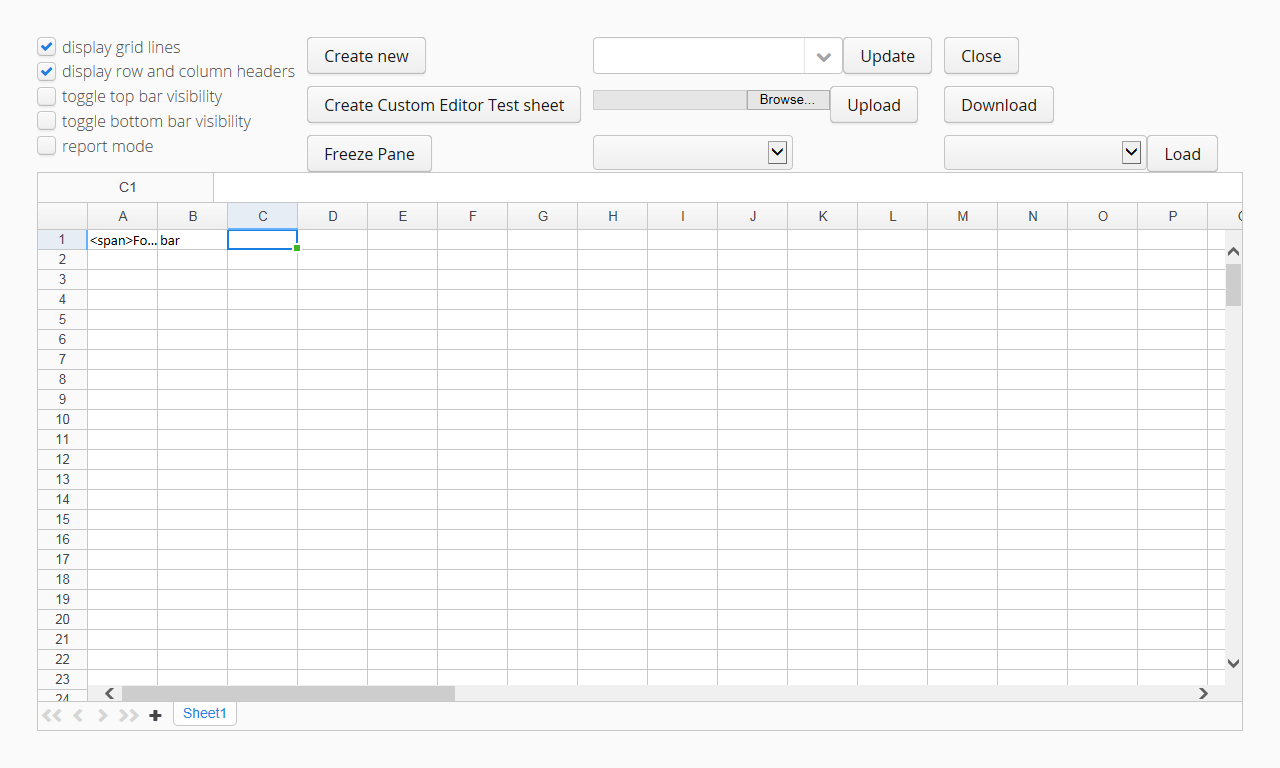 display grid lines
display row and column headers
toggle top bar visibility
toggle bottom bar visibility
report mode
Create new
Update
Close
Create Custom Editor Test sheet
Browse...
Upload
Download
Freeze Pane
Load
C1
A B C D E F G H I J K L M N O P
1 <span>Fo... bar
2
3
4
5
6
7
8
9
10
11
12
13
14
15
16
17
18
19
20
21
22
23
24
Sheet1